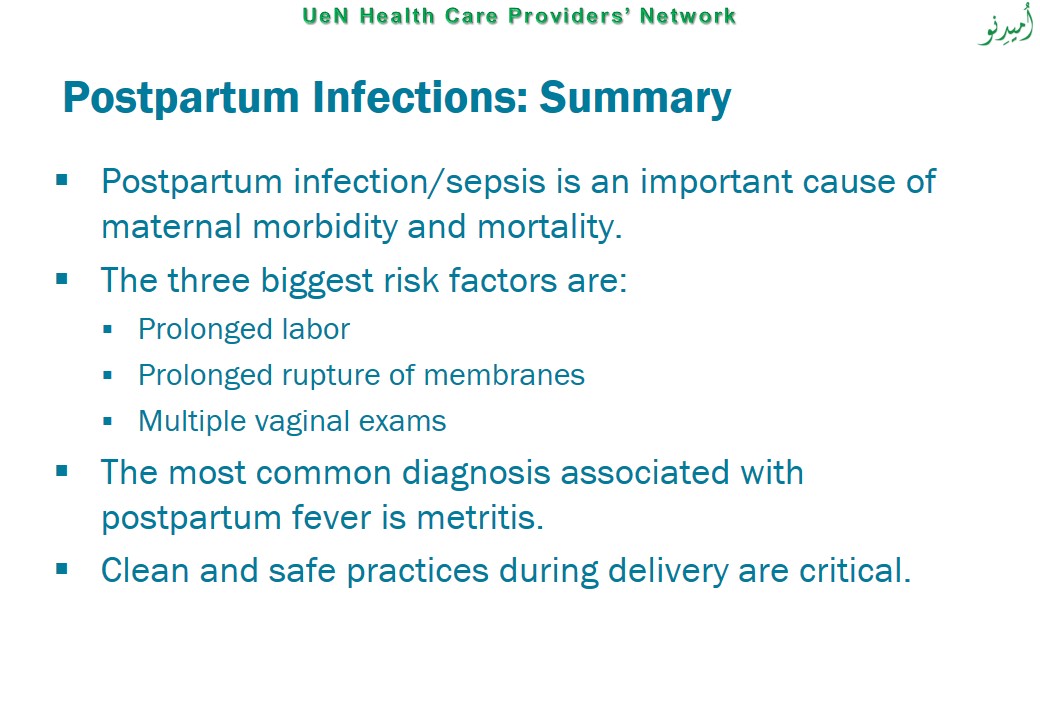 UeN Health Care Providers’ Network
أُميدِنو
Postpartum Infections: Summary
▪ Postpartum infection/sepsis is an important cause of
maternal morbidity and mortality.
▪ The three biggest risk factors are:
▪ Prolonged labor
▪ Prolonged rupture of membranes
▪ Multiple vaginal exams
▪ The most common diagnosis associated with
postpartum fever is metritis.
▪ Clean and safe practices during delivery are critical.